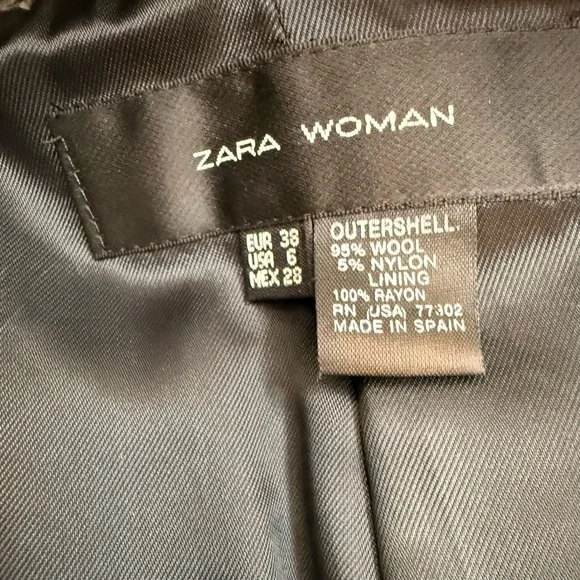 ZARA WOMAN
EUR 38
USA 6
MEX 28
OUTERSHELL.
95% WOOL
5% NYLON
LINING
100% RAYON
RN (USA) 77302
MADE IN SPAIN